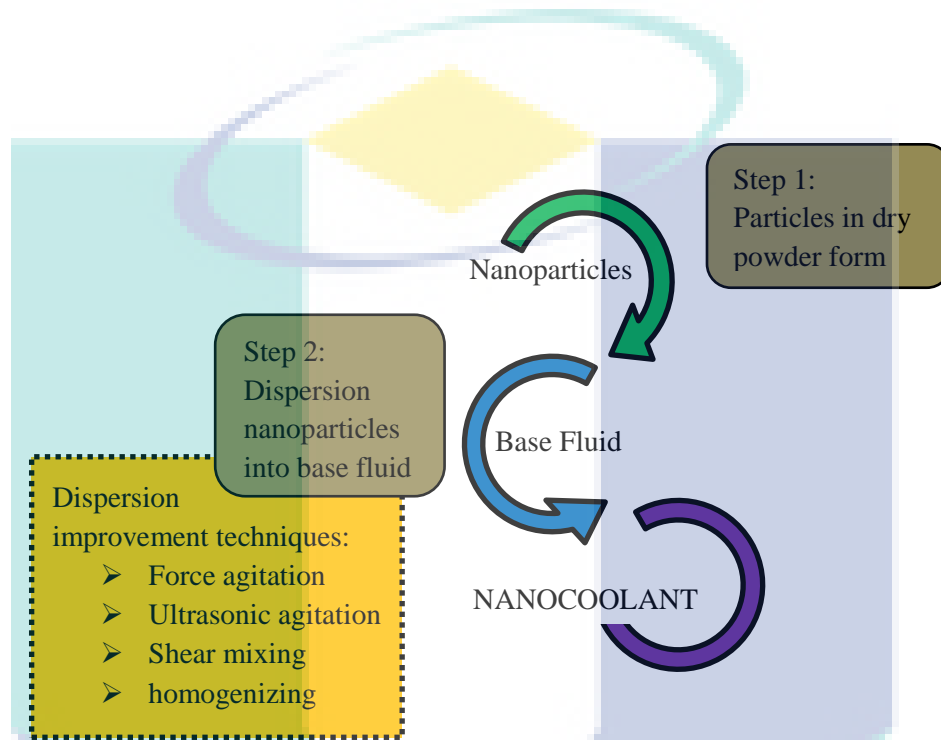 Step 1:
Particles in dry
powder form
Nanoparticles
Step 2:
Dispersion
nanoparticles
into base fluid
Base Fluid
Dispersion
improvement techniques:
➢ Force agitation
➢ Ultrasonic agitation
➢ Shear mixing
➢ homogenizing
NANOCOOLANT